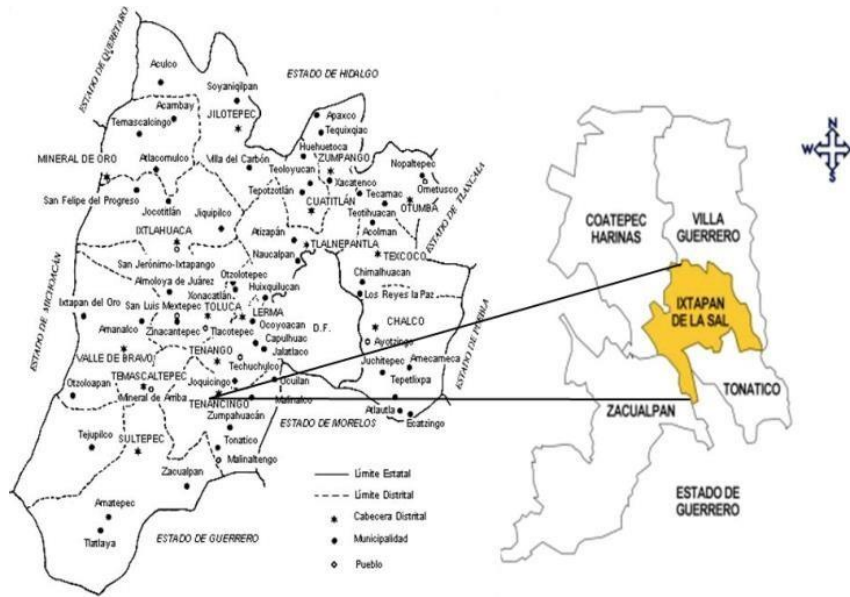 ESTADO DE QUERÉTARO
Aculco
ESTADO DE HIDALGO
Soyaniqilpan
Acambay
JILOTEPEC
Temascalcingo
Apaxco
Tequixqiac
Huehuetoca
MINERAL DE ORO
Atlacomulco
Villa del Carbón
Teoloyucan
ZUMPANGO
Nopaltepec
Ometusco
San Felipe del Progreso
Tepotzotlán
Xacatenco
Tecamac
OTUMBA
ESTADO DE TLAXCALA
Jocotitlán
Jiquipilco
CUATITLÁN
Teotihuacan
Acolman
IXTLAHUACA
Atizapán
TLALNEPANTLA
Naucalpan
TEXCOCO
San Jerónimo-Ixtapango
Otzolotepec
Chimalhuacan
Almoloya de Juárez
Xonacatlán
Huixquilucan
Los Reyes la Paz
ESTADO DE MICHOACÁN
Ixtapan del Oro
San Luis Mextepec
TOLUCA
LERMA
Amanalco
Zinacantepec
Tlacotepec
Ocoyoacan
D.F.
CHALCO
Capulhuac
Ayotzingo
VALLE DE BRAVO
TENANGO
Jalatlaco
ESTADO DE PUEBLA
Techuchulco
Juchitepec
Amecameca
TEMASCALTEPEC
Joquicingo
Ocuilan
Tepetlixpa
Otzoloapan
Mineral de Arriba
TENANCINGO
Malinalco
Zumpahuacán
ESTADO DE MORELOS
Atlautla
Ecatzingo
Tejupilco
SULTEPEC
Tonatico
Malinaltengo
Zacualpan
Amatepec
Tlatlaya
ESTADO DE GUERRERO
Límite Estatal
Límite Distrital
Cabecera Distrital
Municipalidad
Pueblo
N
W
E
S
COATEPEC
HARINAS
VILLA
GUERRERO
IXTAPAN
DE LA SAL
ZACUALPAN
TONATICO
ESTADO DE
GUERRERO